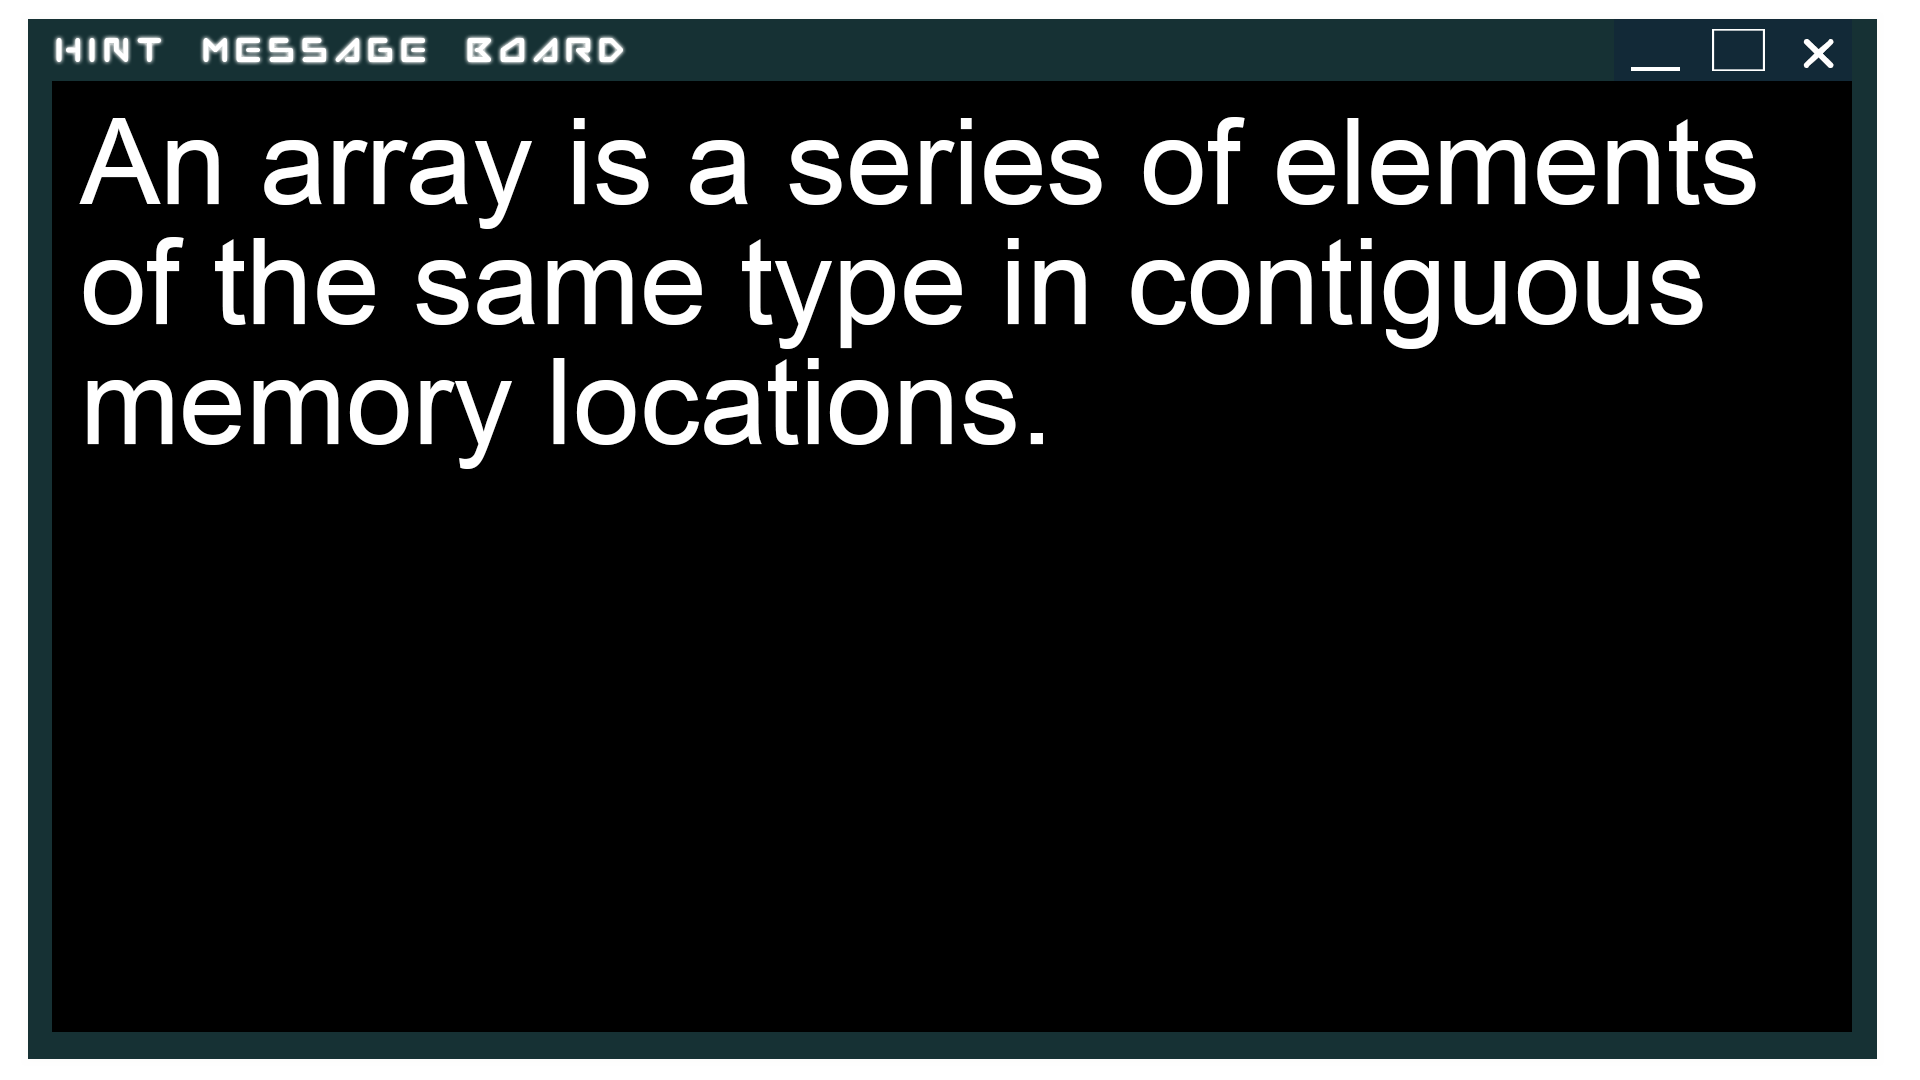 HINT MESSAGE BOARD
An array is a series of elements
of the same type in contiguous
memory locations.